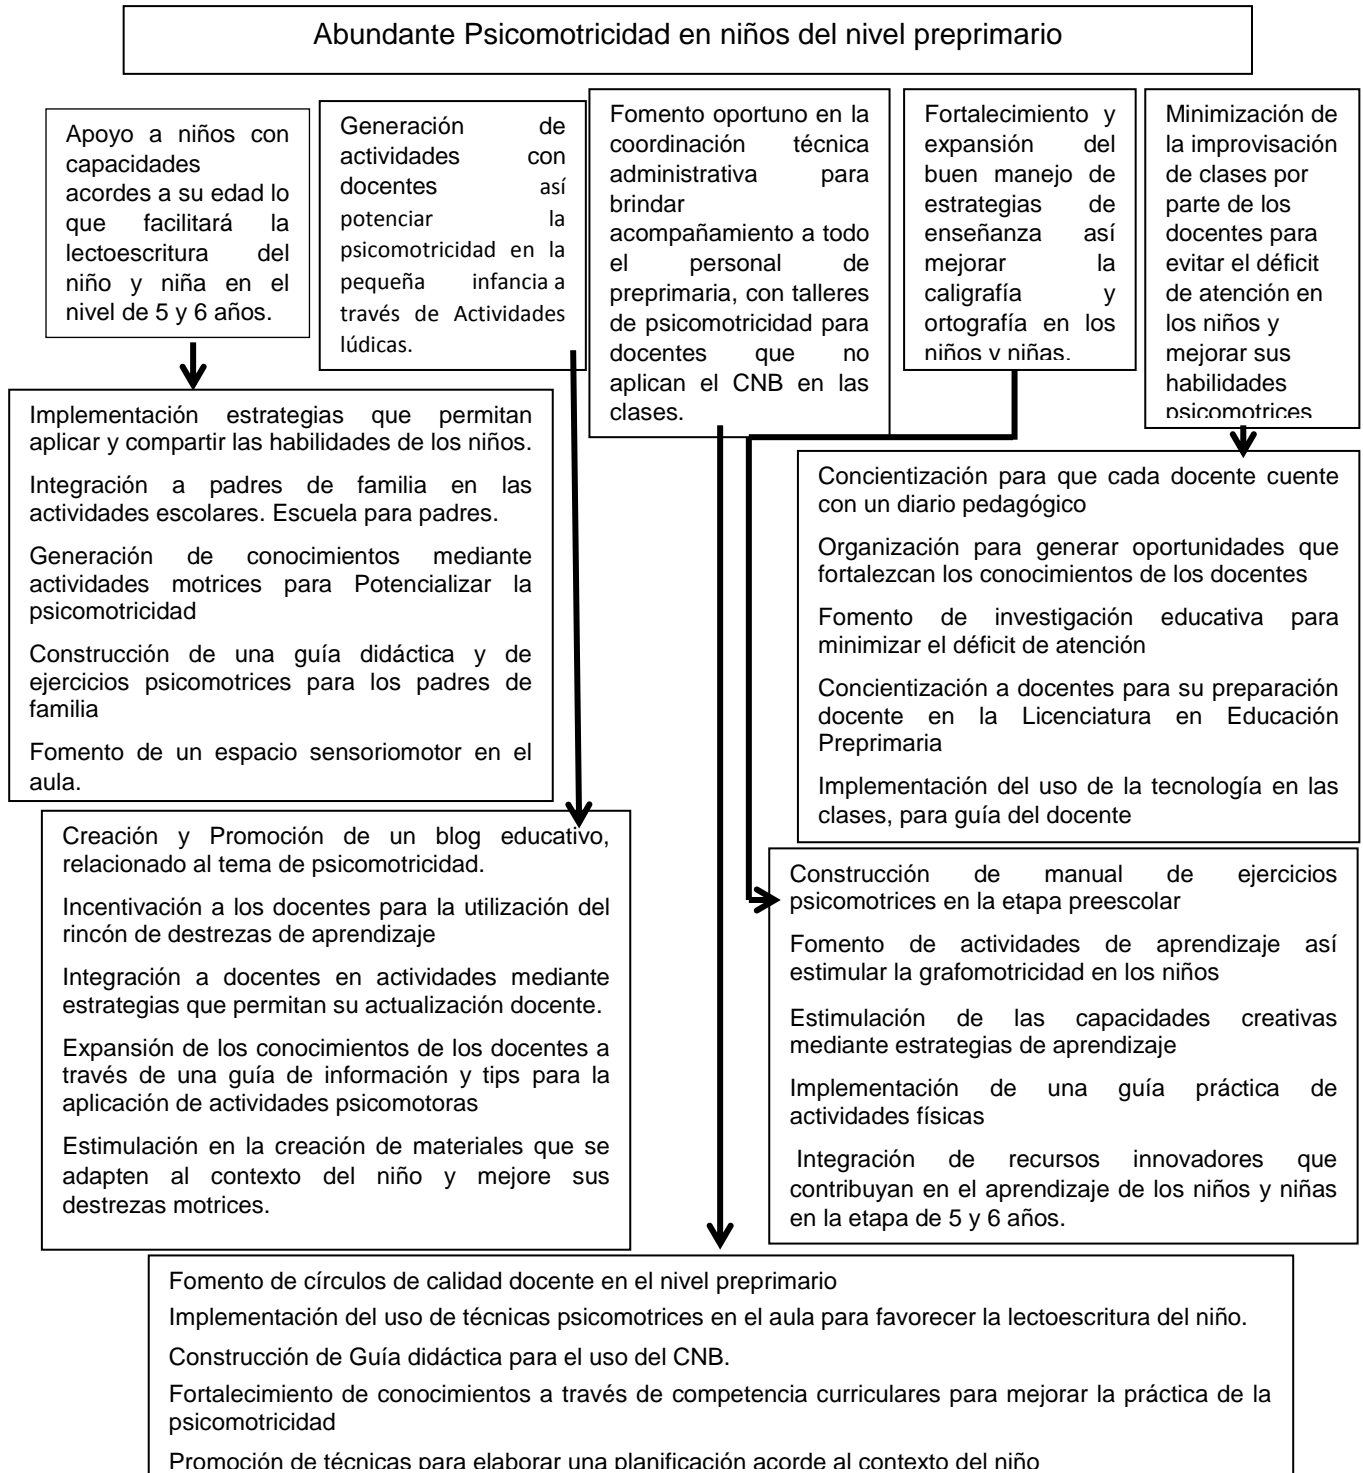 Abundante Psicomotricidad en niños del nivel preprimario
Apoyo a niños con
capacidades
acordes a su edad lo
que facilitará la
lectoescritura del
niño y niña en el
nivel de 5 y 6 años.
Generación de
actividades con
docentes así
potenciar la
psicomotricidad en la
pequeña infancia a
través de Actividades
lúdicas.
Fomento oportuno en la
coordinación técnica
administrativa para
brindar
acompañamiento a todo
el personal de
preprimaria, con talleres
de psicomotricidad para
docentes que no
aplican el CNB en las
clases.
Fortalecimiento y
expansión del
buen manejo de
estrategias de
enseñanza así
mejorar la
caligrafía y
ortografía en los
niños y niñas.
Minimización de
la improvisación
de clases por
parte de los
docentes para
evitar el déficit
de atención en
los niños y
mejorar sus
habilidades
psicomotrices
Implementación estrategias que permitan
aplicar y compartir las habilidades de los niños.
Integración a padres de familia en las
actividades escolares. Escuela para padres.
Generación de conocimientos mediante
actividades motrices para Potencializar la
psicomotricidad
Construcción de una guía didáctica y de
ejercicios psicomotrices para los padres de
familia
Fomento de un espacio sensoriomotor en el
aula.
Concientización para que cada docente cuente
con un diario pedagógico
Organización para generar oportunidades que
fortalezcan los conocimientos de los docentes
Fomento de investigación educativa para
minimizar el déficit de atención
Concientización a docentes para su preparación
docente en la Licenciatura en Educación
Preprimaria
Implementación del uso de la tecnología en las
clases, para guía del docente
Creación y Promoción de un blog educativo,
relacionado al tema de psicomotricidad.
Incentivación a los docentes para la utilización del
rincón de destrezas de aprendizaje
Integración a docentes en actividades mediante
estrategias que permitan su actualización docente.
Expansión de los conocimientos de los docentes a
través de una guía de información y tips para la
aplicación de actividades psicomotoras
Estimulación en la creación de materiales que se
adapten al contexto del niño y mejore sus
destrezas motrices.
Construcción de manual de ejercicios
psicomotrices en la etapa preescolar
Fomento de actividades de aprendizaje así
estimular la grafomotricidad en los niños
Estimulación de las capacidades creativas
mediante estrategias de aprendizaje
Implementación de una guía práctica de
actividades físicas
Integración de recursos innovadores que
contribuyan en el aprendizaje de los niños y niñas
en la etapa de 5 y 6 años.
Fomento de círculos de calidad docente en el nivel preprimario
Implementación del uso de técnicas psicomotrices en el aula para favorecer la lectoescritura del niño.
Construcción de Guía didáctica para el uso del CNB.
Fortalecimiento de conocimientos a través de competencia curriculares para mejorar la práctica de la
psicomotricidad
Promoción de técnicas para elaborar una planificación acorde al contexto del niño